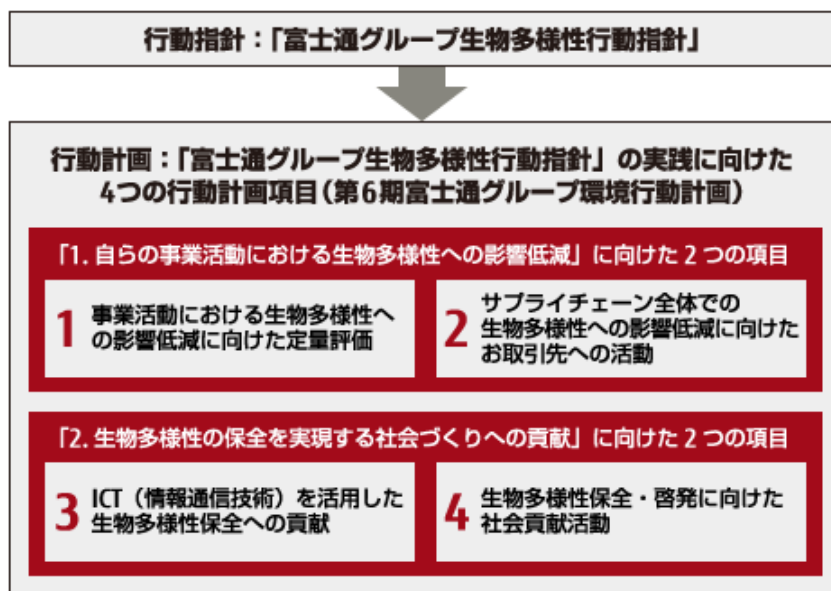 行動指針：「富士通グループ生物多様性行動指針」
行動計画：「富士通グループ生物多様性行動指針」の実践に向けた
4つの行動計画項目（第6期富士通グループ環境行動計画）
「1. 自らの事業活動における生物多様性への影響低減」に向けた2つの項目
1 事業活動における生物多様性へ
の影響低減に向けた定量評価
2 サプライチェーン全体での
生物多様性への影響低減に向けた
お取引先への活動
「2. 生物多様性の保全を実現する社会づくりへの貢献」に向けた2つの項目
3 ICT（情報通信技術）を活用した
生物多様性保全への貢献
4 生物多様性保全・啓発に向けた
社会貢献活動